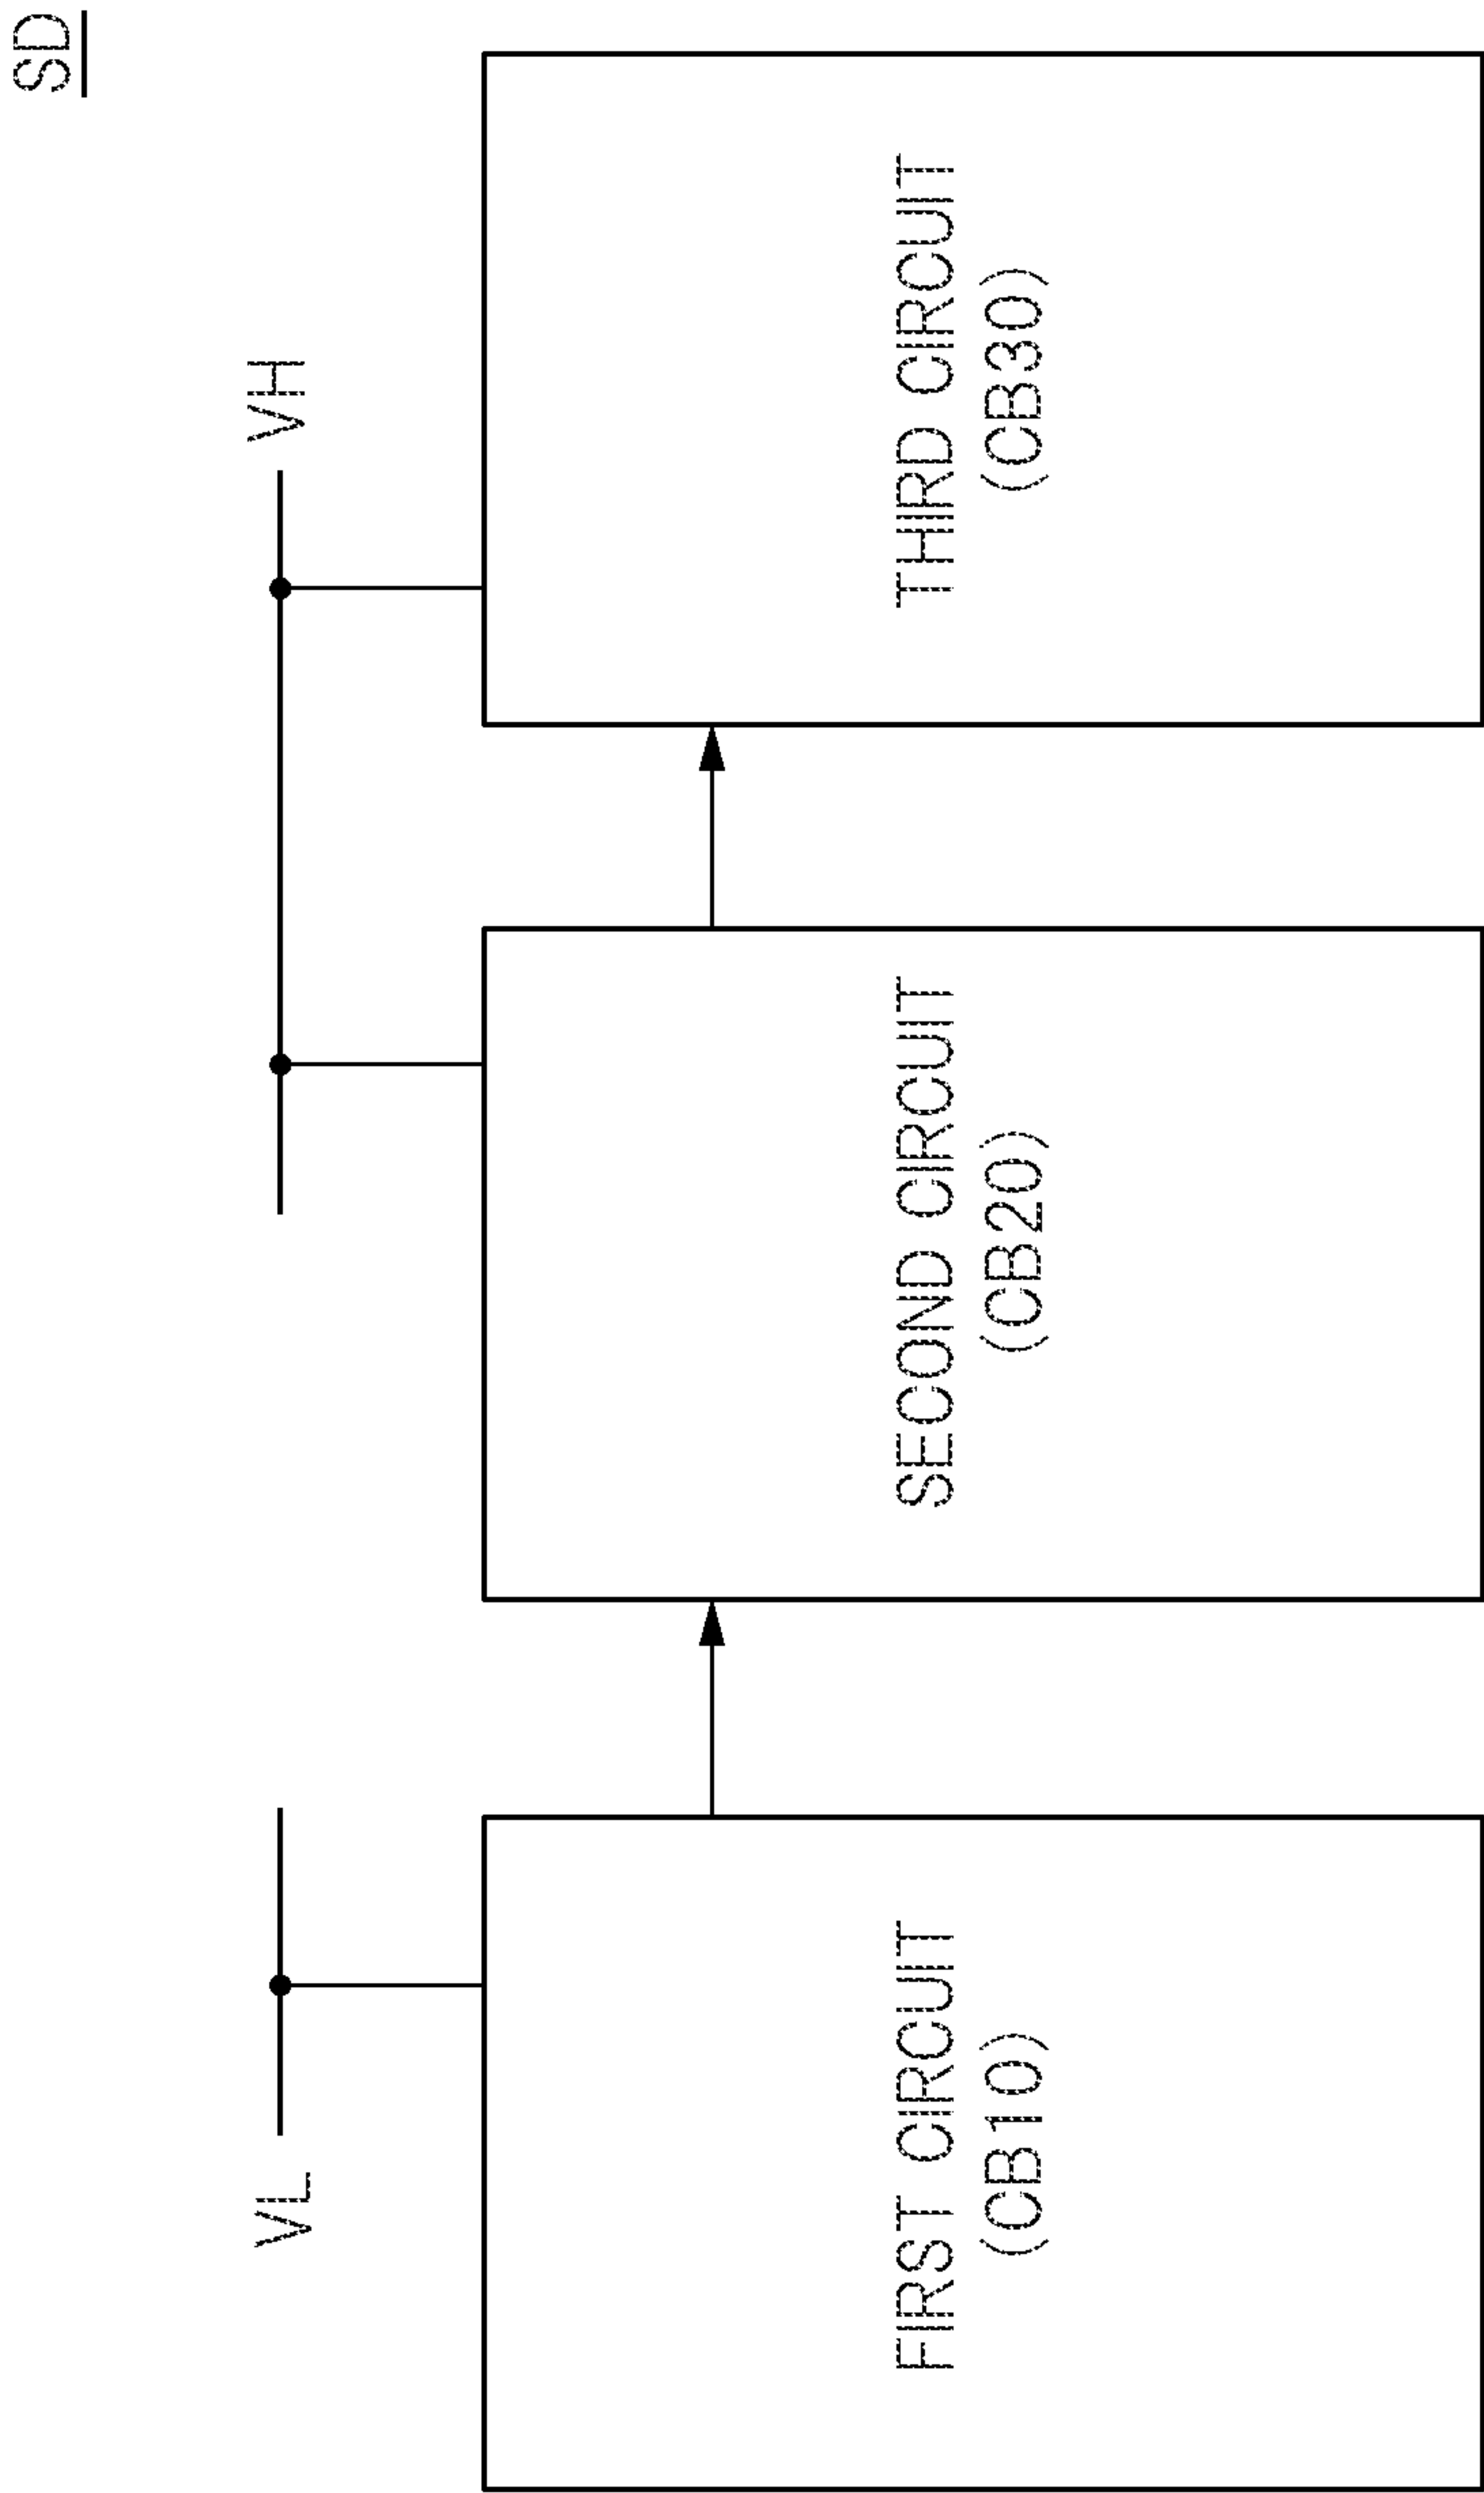 SD
VL
VH
FIRST CIRCUIT
(CB10)
SECOND CIRCUIT
(CB20)
THIRD CIRCUIT
(CB30)